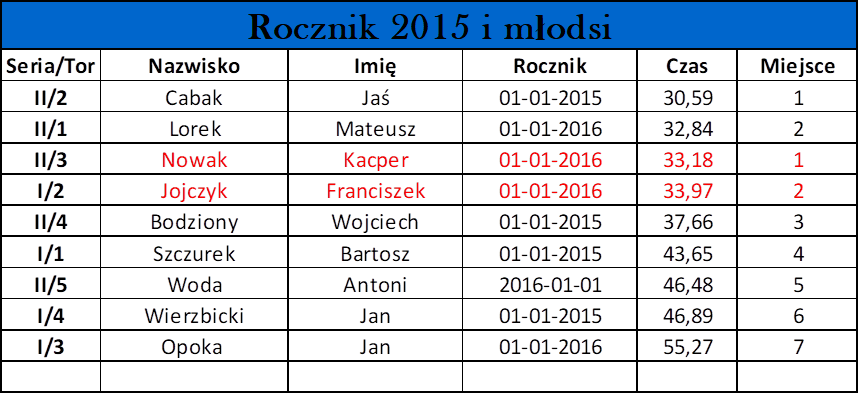 Rocznik 2015 i młodsi
Seria/Tor Nazwisko Imię Rocznik Czas Miejsce
II/2 Cabak Jaś 01-01-2015 30,59 1
II/1 Lorek Mateusz 01-01-2016 32,84 2
II/3 Nowak Kacper 01-01-2016 33,18 1
I/2 Jojczyk Franciszek 01-01-2016 33,97 2
II/4 Bodziony Wojciech 01-01-2015 37,66 3
I/1 Szczurek Bartosz 01-01-2015 43,65 4
II/5 Woda Antoni 2016-01-01 46,48 5
I/4 Wierzbicki Jan 01-01-2015 46,89 6
I/3 Opoka Jan 01-01-2016 55,27 7